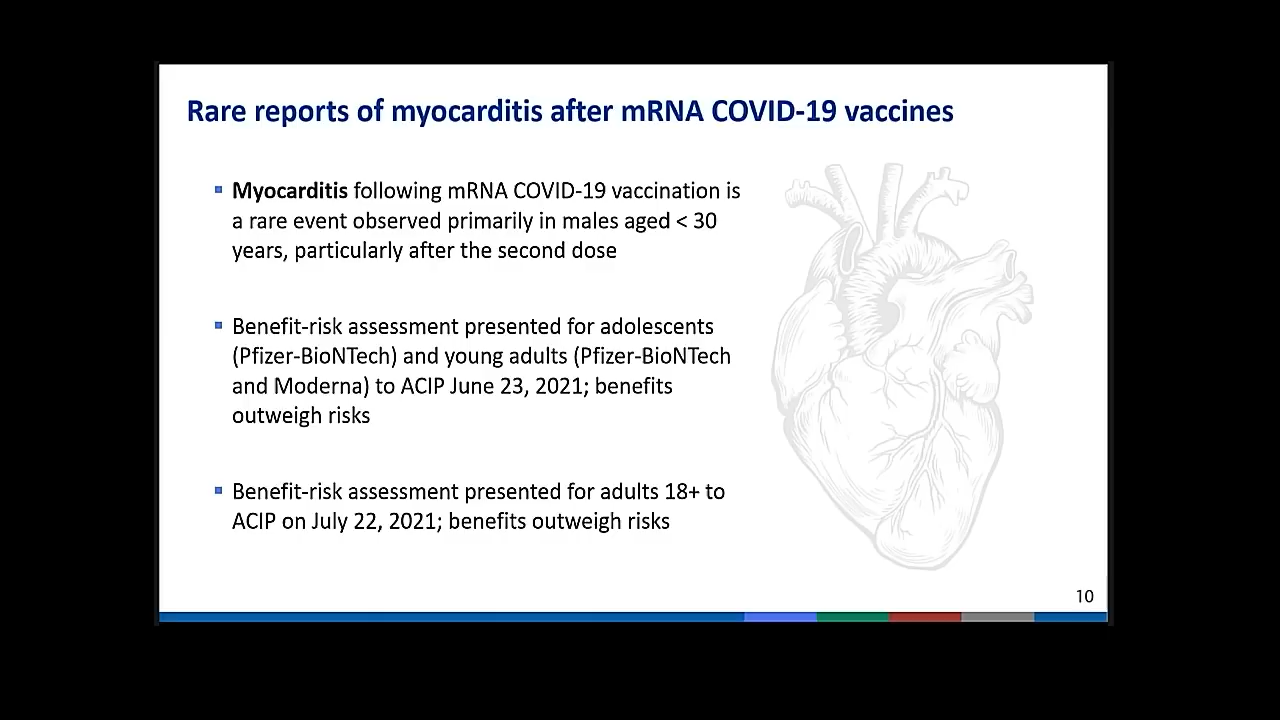 Rare reports of myocarditis after mRNA COVID-19 vaccines
Myocarditis following mRNA COVID-19 vaccination is
a rare event observed primarily in males aged < 30
years, particularly after the second dose
Benefit-risk assessment presented for adolescents
(Pfizer-BioNTech) and young adults (Pfizer-BioNTech
and Moderna) to ACIP June 23, 2021; benefits
outweigh risks
Benefit-risk assessment presented for adults 18+ to
ACIP on July 22, 2021; benefits outweigh risks
10